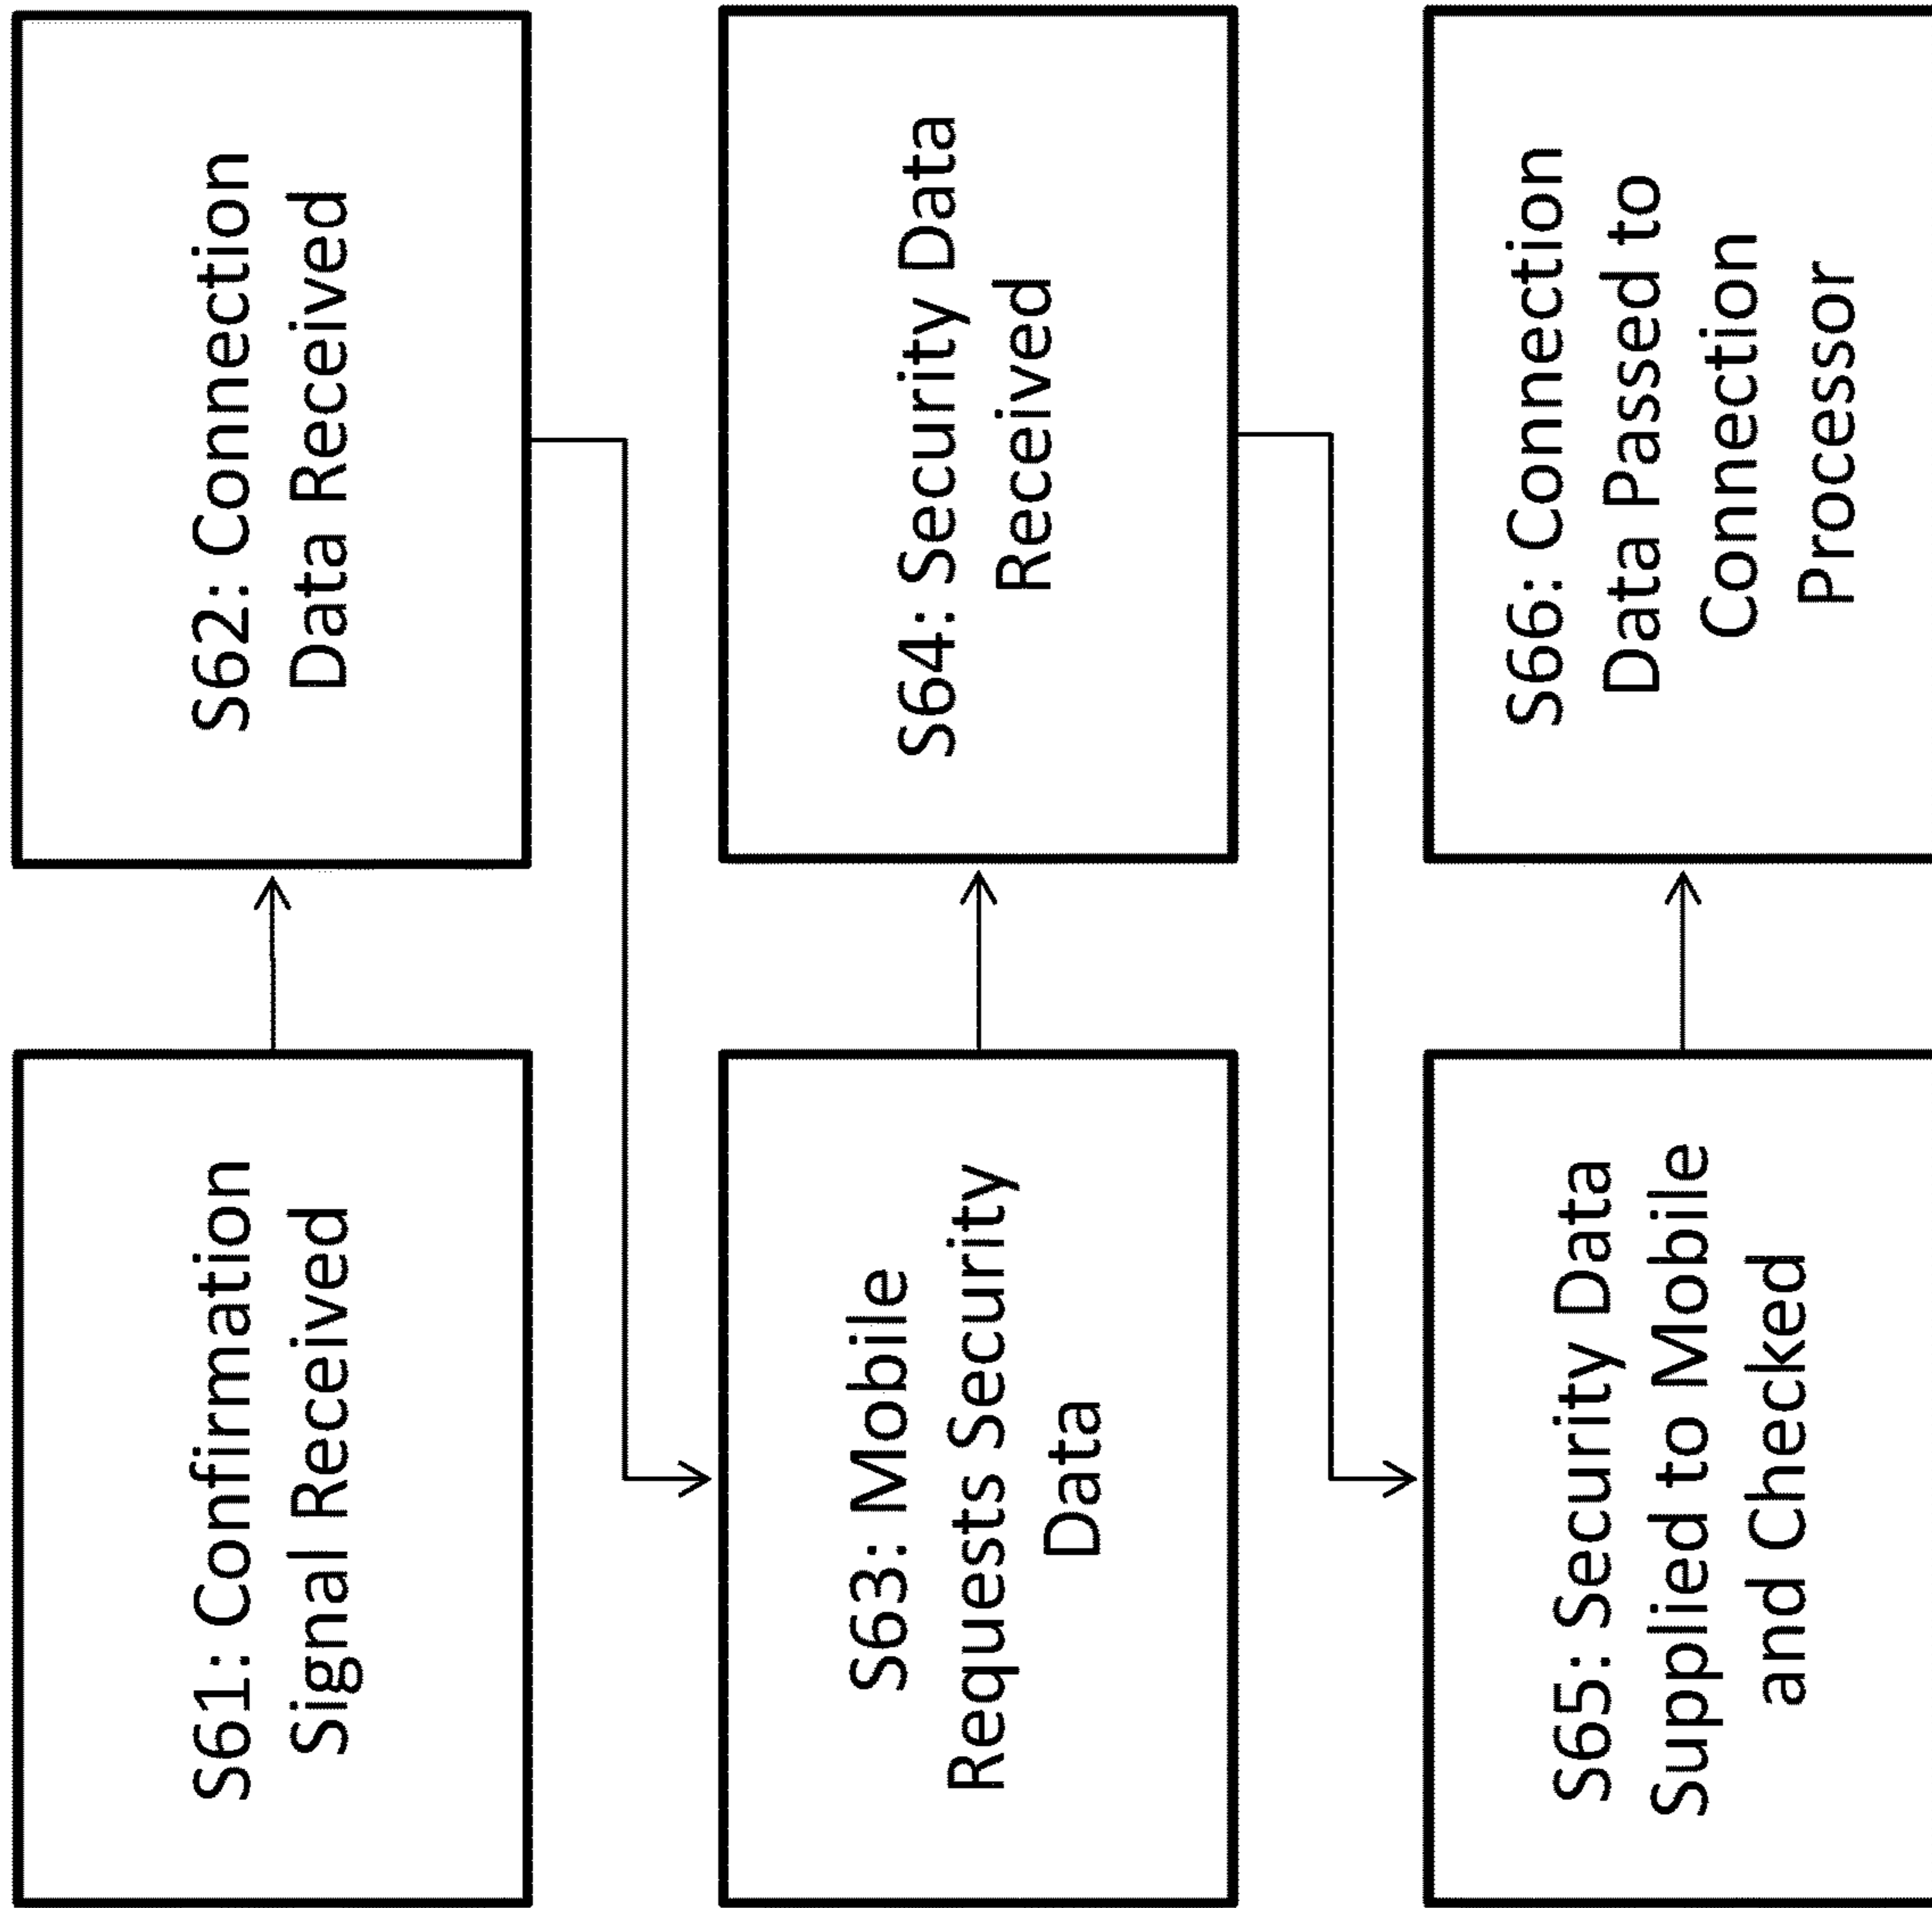 S61: Confirmation
Signal Received
S62: Connection
Data Received
S63: Mobile
Requests Security
Data
S64: Security Data
Received
S65: Security Data
Supplied to Mobile
and Checked
S66: Connection
Data Passed to
Connection
Processor